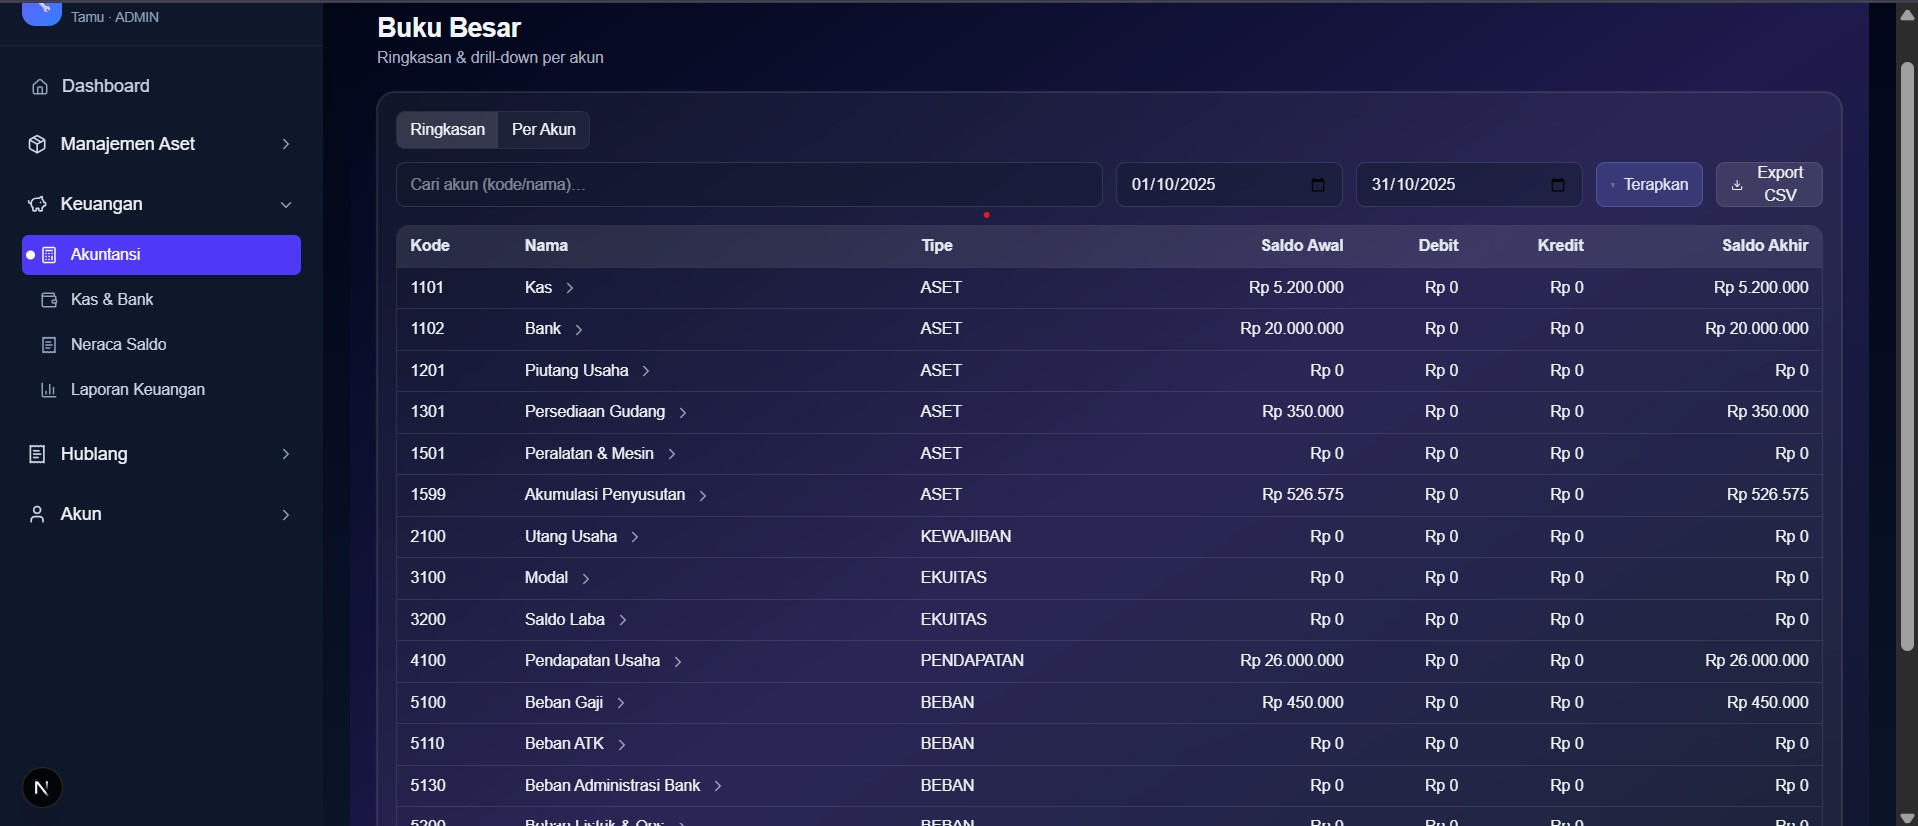 Tamu · ADMIN
Dashboard
Manajemen Aset
Keuangan
Akuntansi
Kas & Bank
Neraca Saldo
Laporan Keuangan
Hublang
Akun
N
Buku Besar
Ringkasan & drill-down per akun
Ringkasan Per Akun
Cari akun (kode/nama)... 01/10/2025 31/10/2025 Terapkan Export CSV
Kode Nama Tipe Saldo Awal Debit Kredit Saldo Akhir
1101 Kas ASET Rp 5.200.000 Rp 0 Rp 0 Rp 5.200.000
1102 Bank ASET Rp 20.000.000 Rp 0 Rp 0 Rp 20.000.000
1201 Piutang Usaha ASET Rp 0 Rp 0 Rp 0 Rp 0
1301 Persediaan Gudang ASET Rp 350.000 Rp 0 Rp 0 Rp 350.000
1501 Peralatan & Mesin ASET Rp 0 Rp 0 Rp 0 Rp 0
1599 Akumulasi Penyusutan ASET Rp 526.575 Rp 0 Rp 0 Rp 526.575
2100 Utang Usaha KEWAJIBAN Rp 0 Rp 0 Rp 0 Rp 0
3100 Modal EKUITAS Rp 0 Rp 0 Rp 0 Rp 0
3200 Saldo Laba EKUITAS Rp 0 Rp 0 Rp 0 Rp 0
4100 Pendapatan Usaha PENDAPATAN Rp 26.000.000 Rp 0 Rp 0 Rp 26.000.000
5100 Beban Gaji BEBAN Rp 450.000 Rp 0 Rp 0 Rp 450.000
5110 Beban ATK BEBAN Rp 0 Rp 0 Rp 0 Rp 0
5130 Beban Administrasi Bank BEBAN Rp 0 Rp 0 Rp 0 Rp 0
5200 Beban Listrik & Ops BEBAN Rp 0 Rp 0 Rp 0 Rp 0